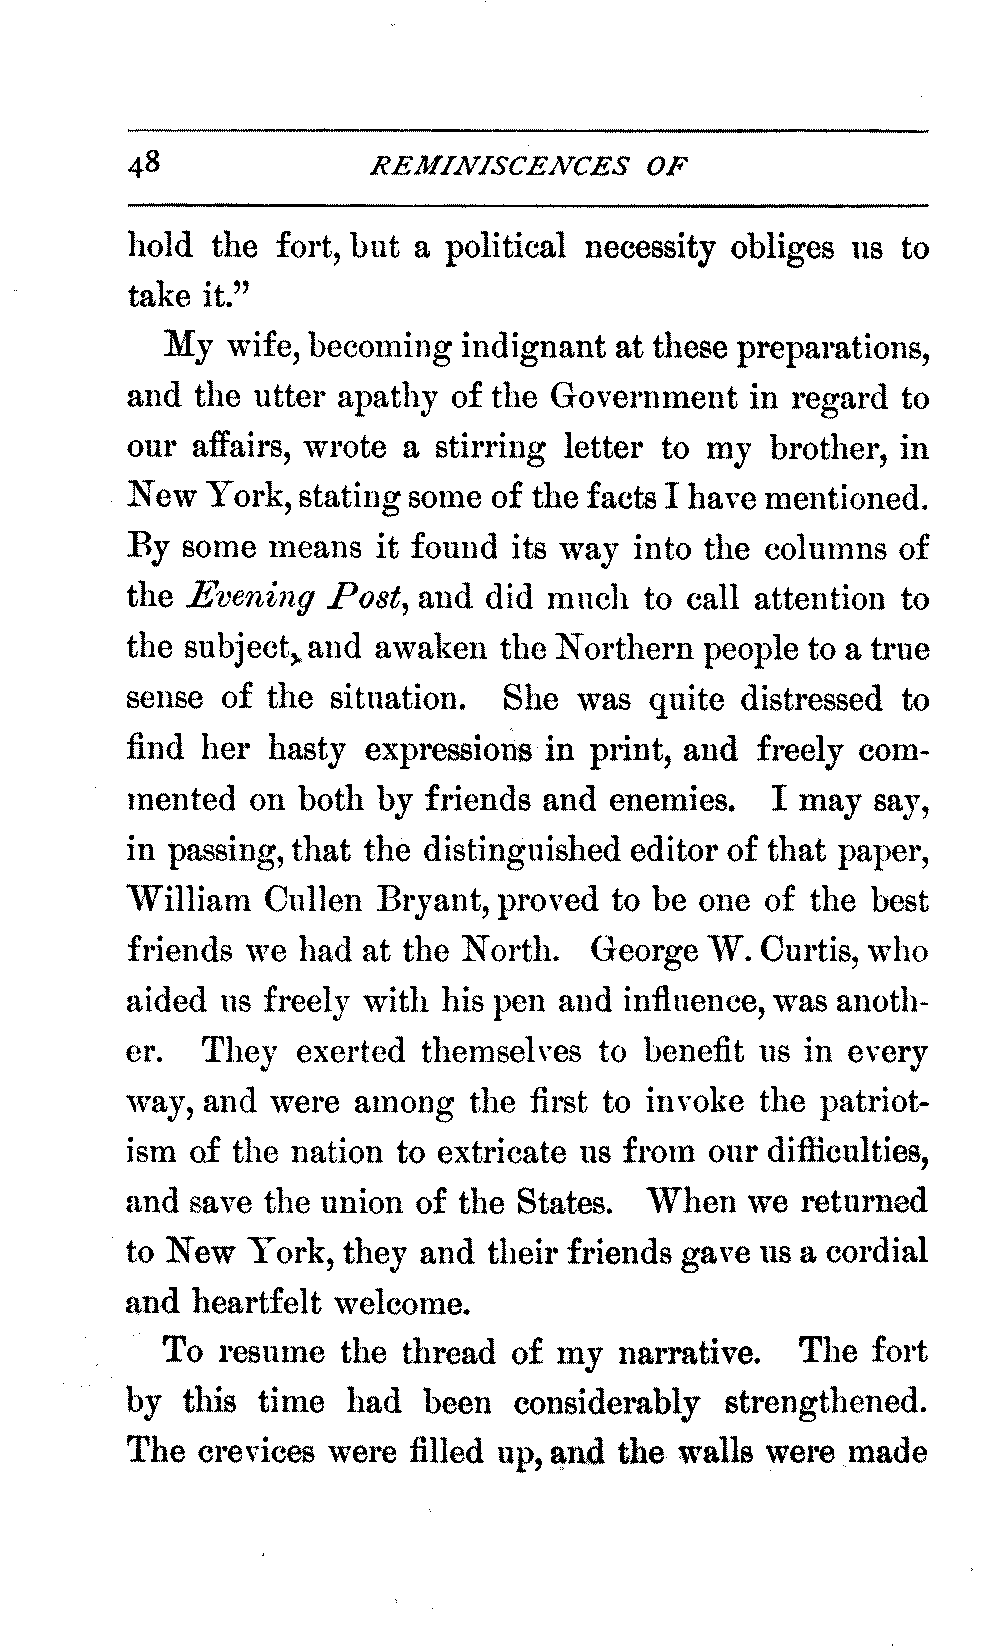 48 REMINISCENCES OF
hold the fort, but a political necessity obliges us to
take it."
My wife, becoming indignant at these preparations,
and the utter apathy of the Government in regard to
our affairs, wrote a stirring letter to my brother, in
New York, stating some of the facts I have mentioned.
By some means it found its way into the columns of
the Evening Post, and did much to call attention to
the subject, and awaken the Northern people to a true
sense of the situation. She was quite distressed to
find her hasty expressions in print, and freely com-
mented on both by friends and enemies. I may say,
in passing, that the distinguished editor of that paper,
William Cullen Bryant, proved to be one of the best
friends we had at the North. George W. Curtis, who
aided us freely with his pen and influence, was anoth-
er. They exerted themselves to benefit us in every
way, and were among the first to invoke the patriot-
ism of the nation to extricate us from our difficulties,
and save the union of the States. When we returned
to New York, they and their friends gave us a cordial
and heartfelt welcome.
To resume the thread of my narrative. The fort
by this time had been considerably strengthened.
The crevices were filled up, and the walls were made